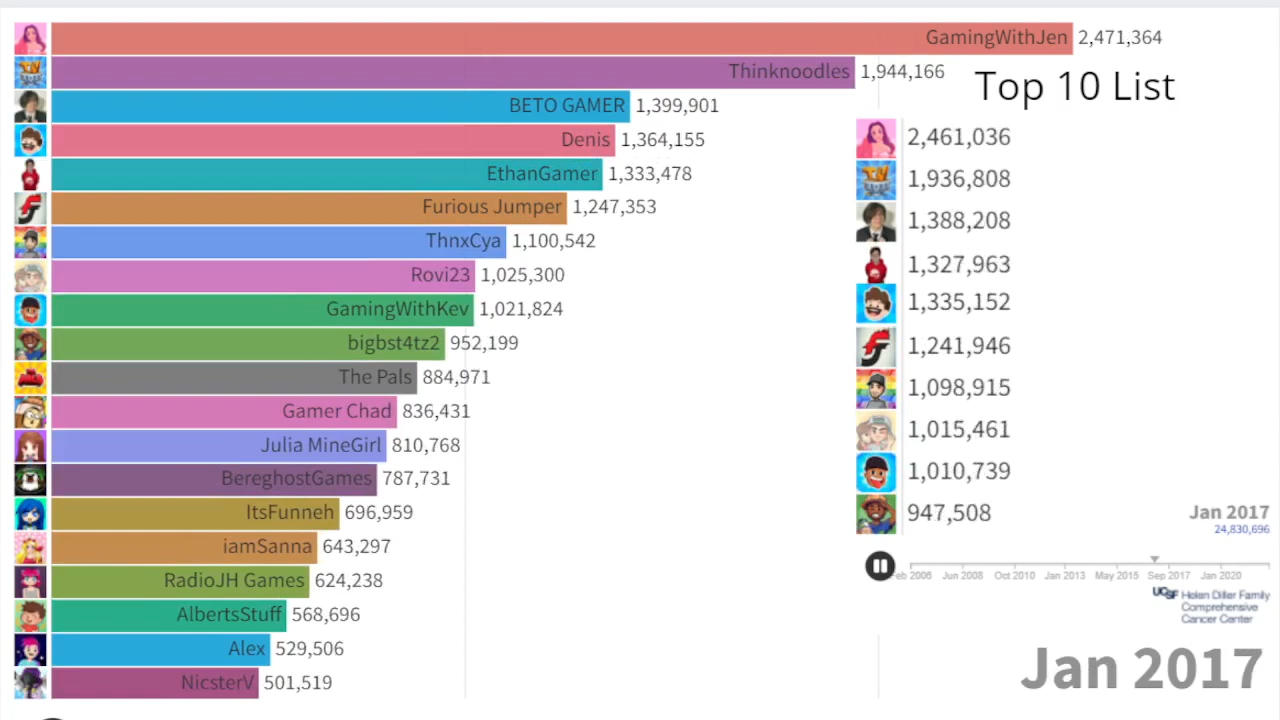 GamingWithJen 2,471,364
Thinknoodles 1,944,166
BETO GAMER 1,399,901
Denis 1,364,155
EthanGamer 1,333,478
Furious Jumper 1,247,353
ThnxCya 1,100,542
Rovi23 1,025,300
GamingWithKev 1,021,824
bigbst4tz2 952,199
The Pals 884,971
Gamer Chad 836,431
Julia MineGirl 810,768
BereghostGames 787,731
ItsFunneh 696,959
iamSanna 643,297
RadioJH Games 624,238
AlbertsStuff 568,696
Alex 529,506
NicsterV 501,519
Top 10 List
2,461,036
1,936,808
1,388,208
1,327,963
1,335,152
1,241,946
1,098,915
1,015,461
1,010,739
947,508
Jan 2017
24,830,696
Feb 2006 Jun 2008 Oct 2010 Jan 2013 May 2015 Sep 2017 Jan 2020
UCSF Helen Diller Family
Comprehensive
Cancer Center
Jan 2017